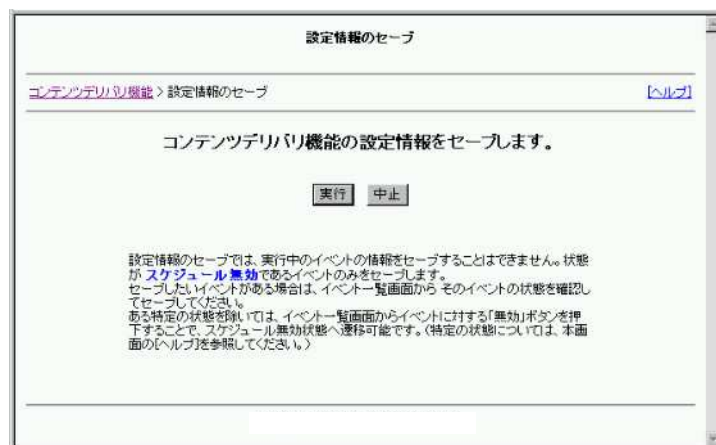 設定情報のセーブ
コンテンツデリバリ機能 > 設定情報のセーブ [ヘルプ]
コンテンツデリバリ機能の設定情報をセーブします。
実行 中止
設定情報のセーブでは、実行中のイベントの情報をセーブすることはできません。状態
が スケジュール無効であるイベントのみをセーブします。
セーブしたいイベントがある場合は、イベント一覧画面から そのイベントの状態を確認し
てセーブしてください。
ある特定の状態を除いては、イベント一覧画面からイベントに対する「無効」ボタンを押
下することで、スケジュール無効状態へ遷移可能です。(特定の状態については、本画
面の[ヘルプ]を参照してください。)